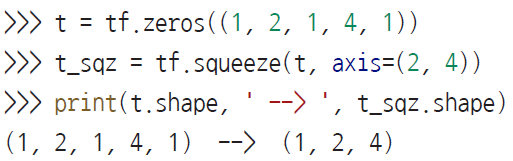 >>> t = tf.zeros((1, 2, 1, 4, 1))
>>> t_sqz = tf.squeeze(t, axis=(2, 4))
>>> print(t.shape, ' --> ', t_sqz.shape)
(1, 2, 1, 4, 1)  -->  (1, 2, 4)